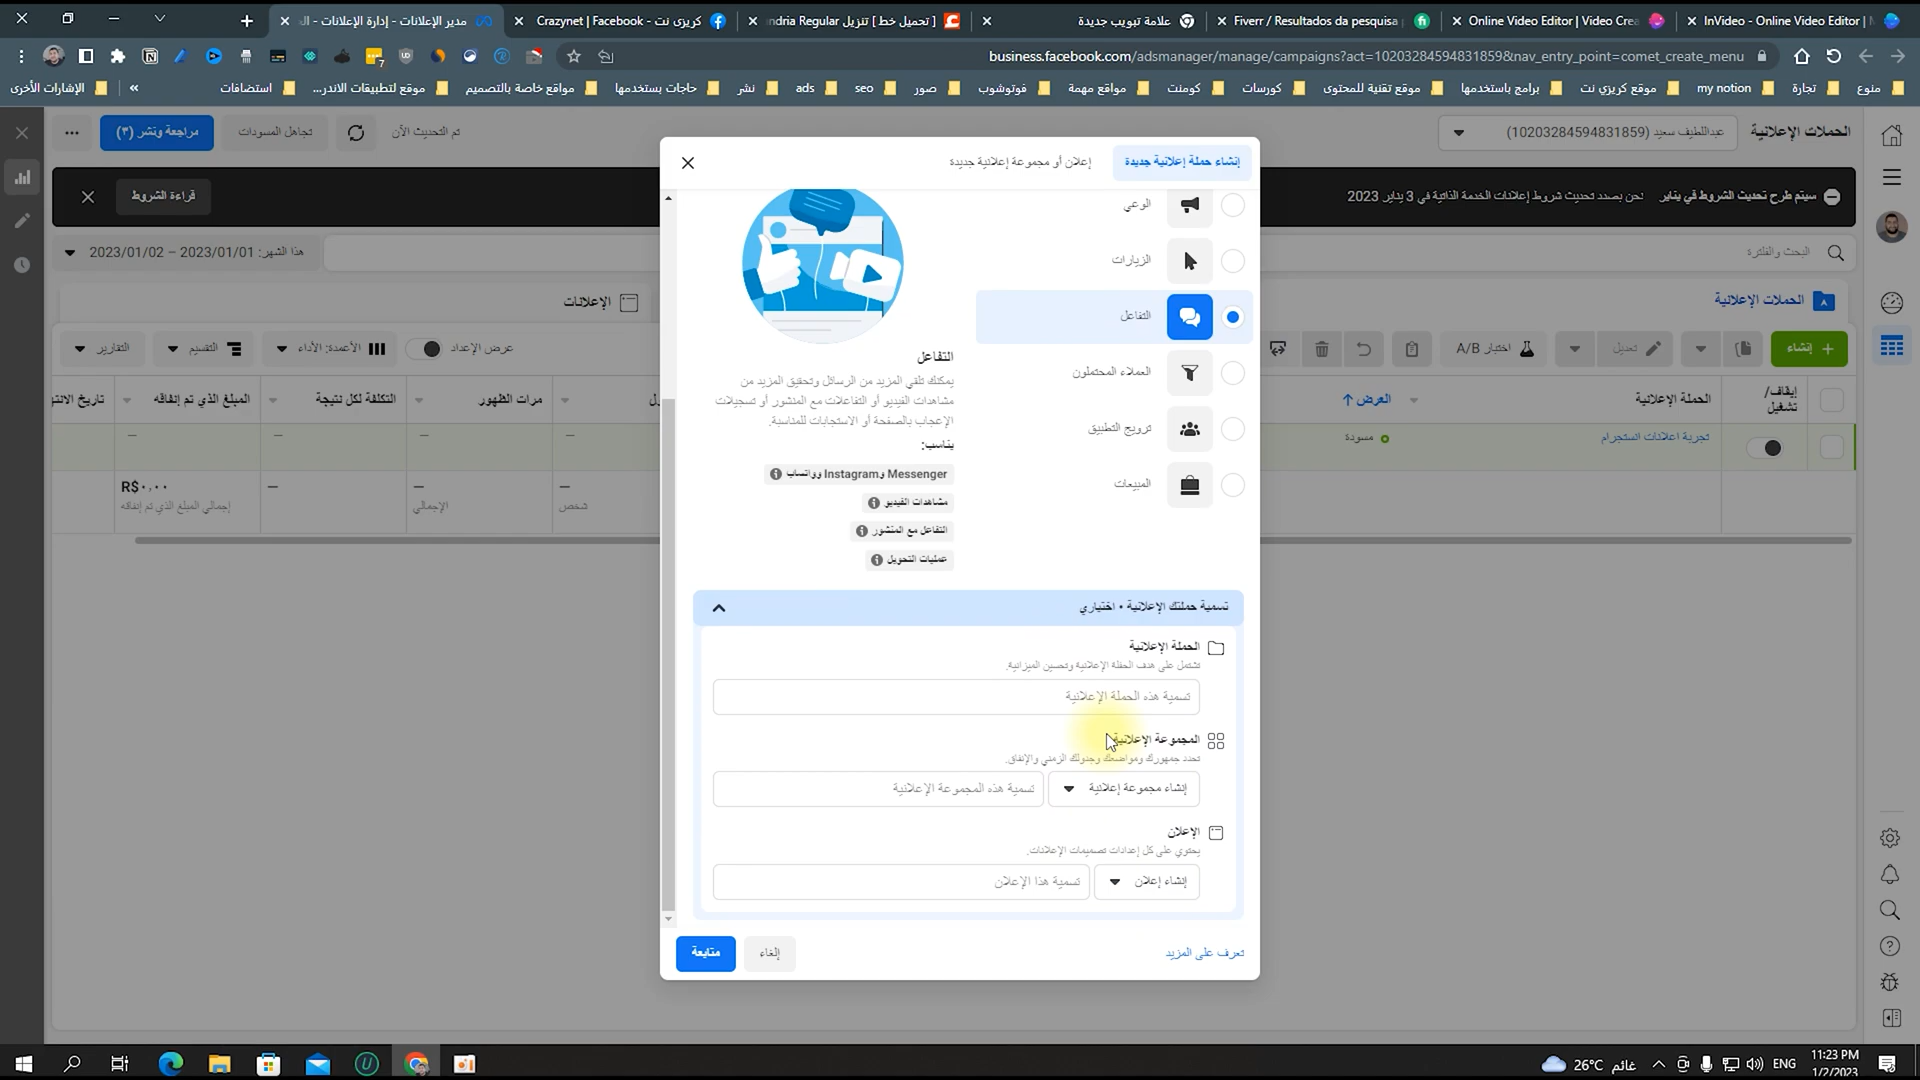 مدير الإعلانات - إدارة الإعلانات - الـ
Crazynet | Facebook - كريزى نت
[ تحميل خط ] تنزيل ndria Regular
علامة تبويب جديدة
Fiverr / Resultados da pesquisa
Online Video Editor | Video Crea
InVideo - Online Video Editor |
business.facebook.com/adsmanager/manage/campaigns?act=10203284594831859&nav_entry_point=comet_create_menu
منوع
تجارة
my notion
موقع كريزي نت
برامج باستخدمها
موقع تقنية للمحتوى
كورسات
كومنت
مواقع مهمة
فوتوشوب
صور
seo
ads
نشر
حاجات بستخدمها
مواقع خاصة بالتصميم
موقع لتطبيقات الاندر...
استضافات
«
الإشارات الأخرى
الحملات الإعلانية
عبداللطيف سعيد (10203284594831859)
تم التحديث الآن
تجاهل المسودات
مراجعة ونشر (٣)
سيتم طرح تحديث الشروط في يناير
نحن بصدد تحديث شروط إعلانات الخدمة الذاتية في 3 يناير 2023
قراءة الشروط
البحث والفلترة
هذا الشهر: 2023/01/01 – 2023/01/02
الحملات الإعلانية
الإعلانات
+ إنشاء
تعديل
اختبار A/B
عرض الإعداد
الأعمدة: الأداء
التقسيم
التقارير
إيقاف/
تشغيل
الحملة الإعلانية
العرض ↑
مرات الظهور
التكلفة لكل نتيجة
المبلغ الذي تم إنفاقه
تاريخ الانتو
تجربة اعلانات انستجرام
مسودة
—
—
—
—
—
—
—
R$٠,٠٠
شخص
الإجمالي
إجمالي المبلغ الذي تم إنفاقه
إنشاء حملة إعلانية جديدة
إعلان أو مجموعة إعلانية جديدة
الوعي
الزيارات
التفاعل
العملاء المحتملون
ترويج التطبيق
المبيعات
التفاعل
يمكنك تلقي المزيد من الرسائل وتحقيق المزيد من
مشاهدات الفيديو أو التفاعلات مع المنشور أو تسجيلات
الإعجاب بالصفحة أو الاستجابات للمناسبة.
يناسب:
Messenger وInstagram وواتساب
مشاهدات الفيديو
التفاعل مع المنشور
عمليات التحويل
تسمية حملتك الإعلانية • اختياري
الحملة الإعلانية
تشتمل على هدف الحملة الإعلانية وتحسين الميزانية.
تسمية هذه الحملة الإعلانية
المجموعة الإعلانية
تحدد جمهورك ومواضعك وجدولك الزمني والإنفاق.
إنشاء مجموعة إعلانية
تسمية هذه المجموعة الإعلانية
الإعلان
يحتوي على كل إعدادات تصميمات الإعلانات.
إنشاء إعلان
تسمية هذا الإعلان
تعرف على المزيد
إلغاء
متابعة
26°C غائم
ENG
11:23 PM
1/2/2023